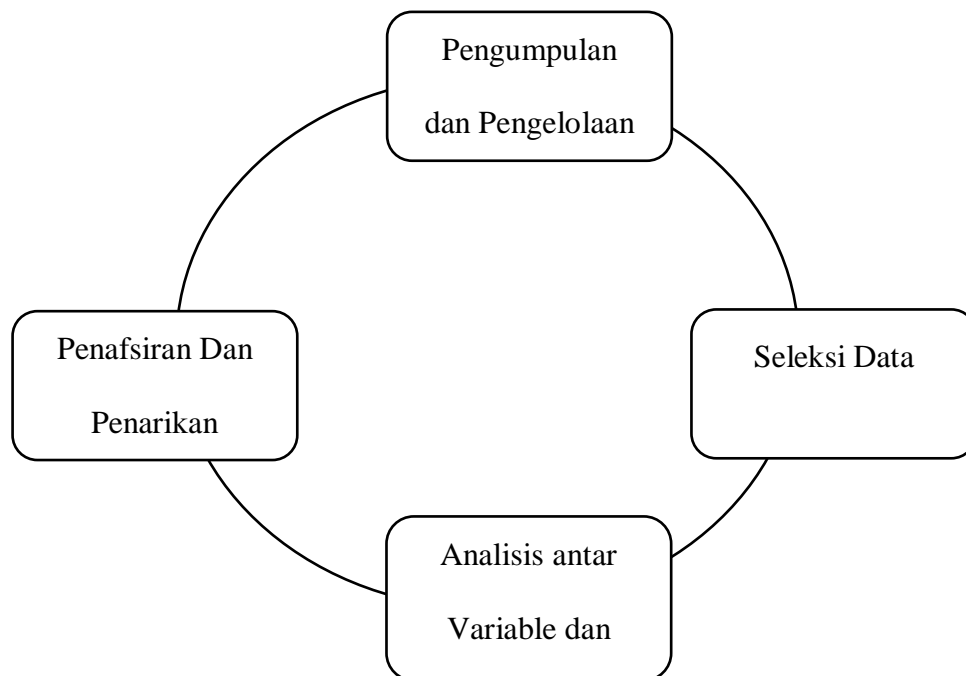 Pengumpulan
dan Pengelolaan
Penafsiran Dan
Penarikan
Seleksi Data
Analisis antar
Variable dan